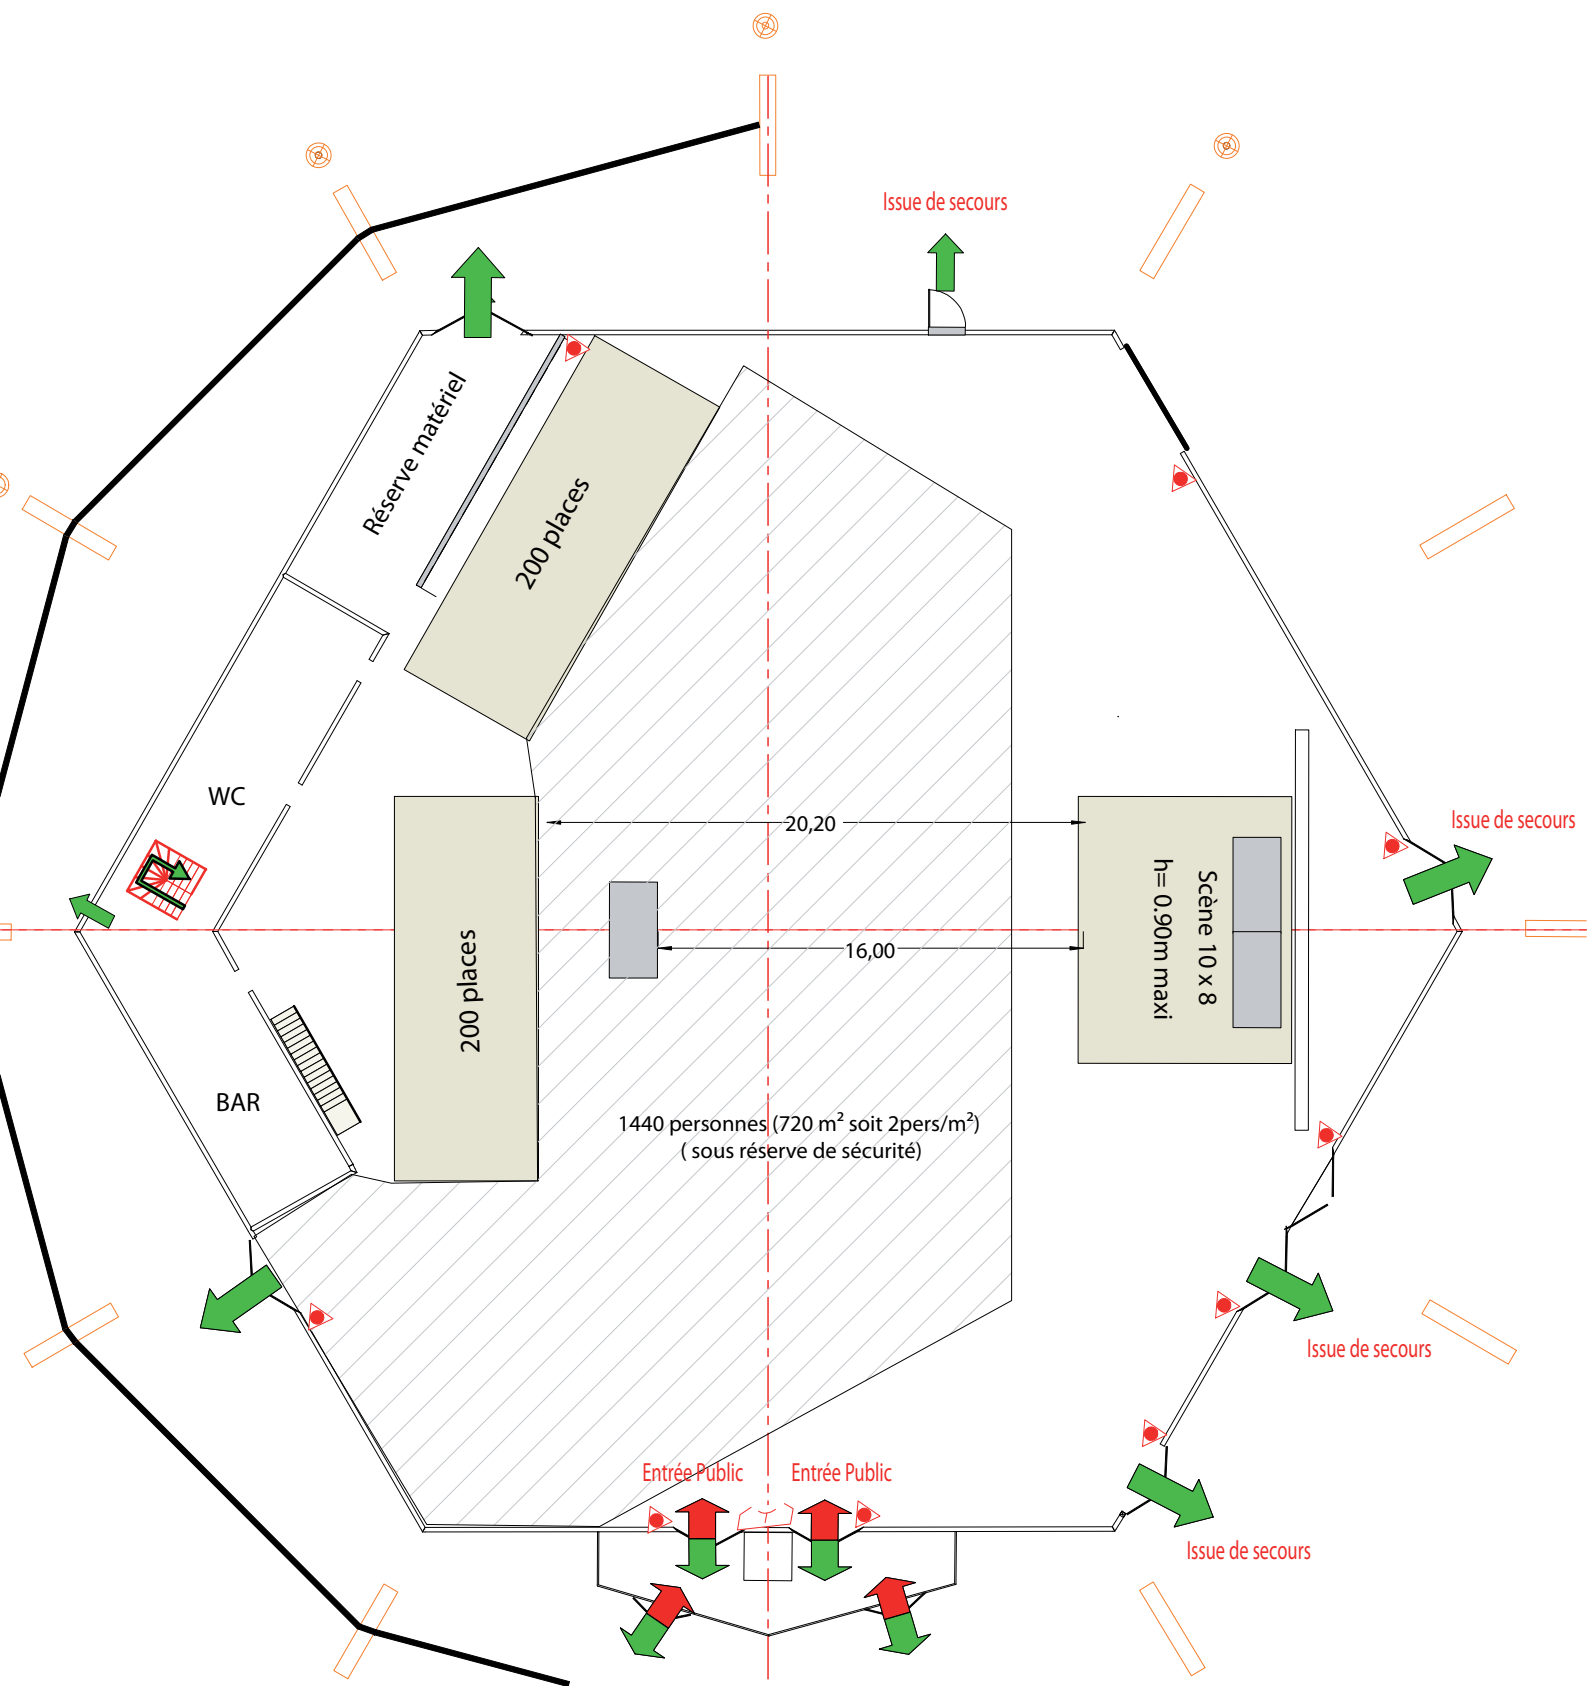 Issue de secours
Réserve matériel
200 places
WC
20,20
Issue de secours
Scène 10 x 8
h= 0.90m maxi
200 places
16,00
BAR
1440 personnes (720 m² soit 2pers/m²)
( sous réserve de sécurité)
Issue de secours
Entrée Public
Entrée Public
Issue de secours